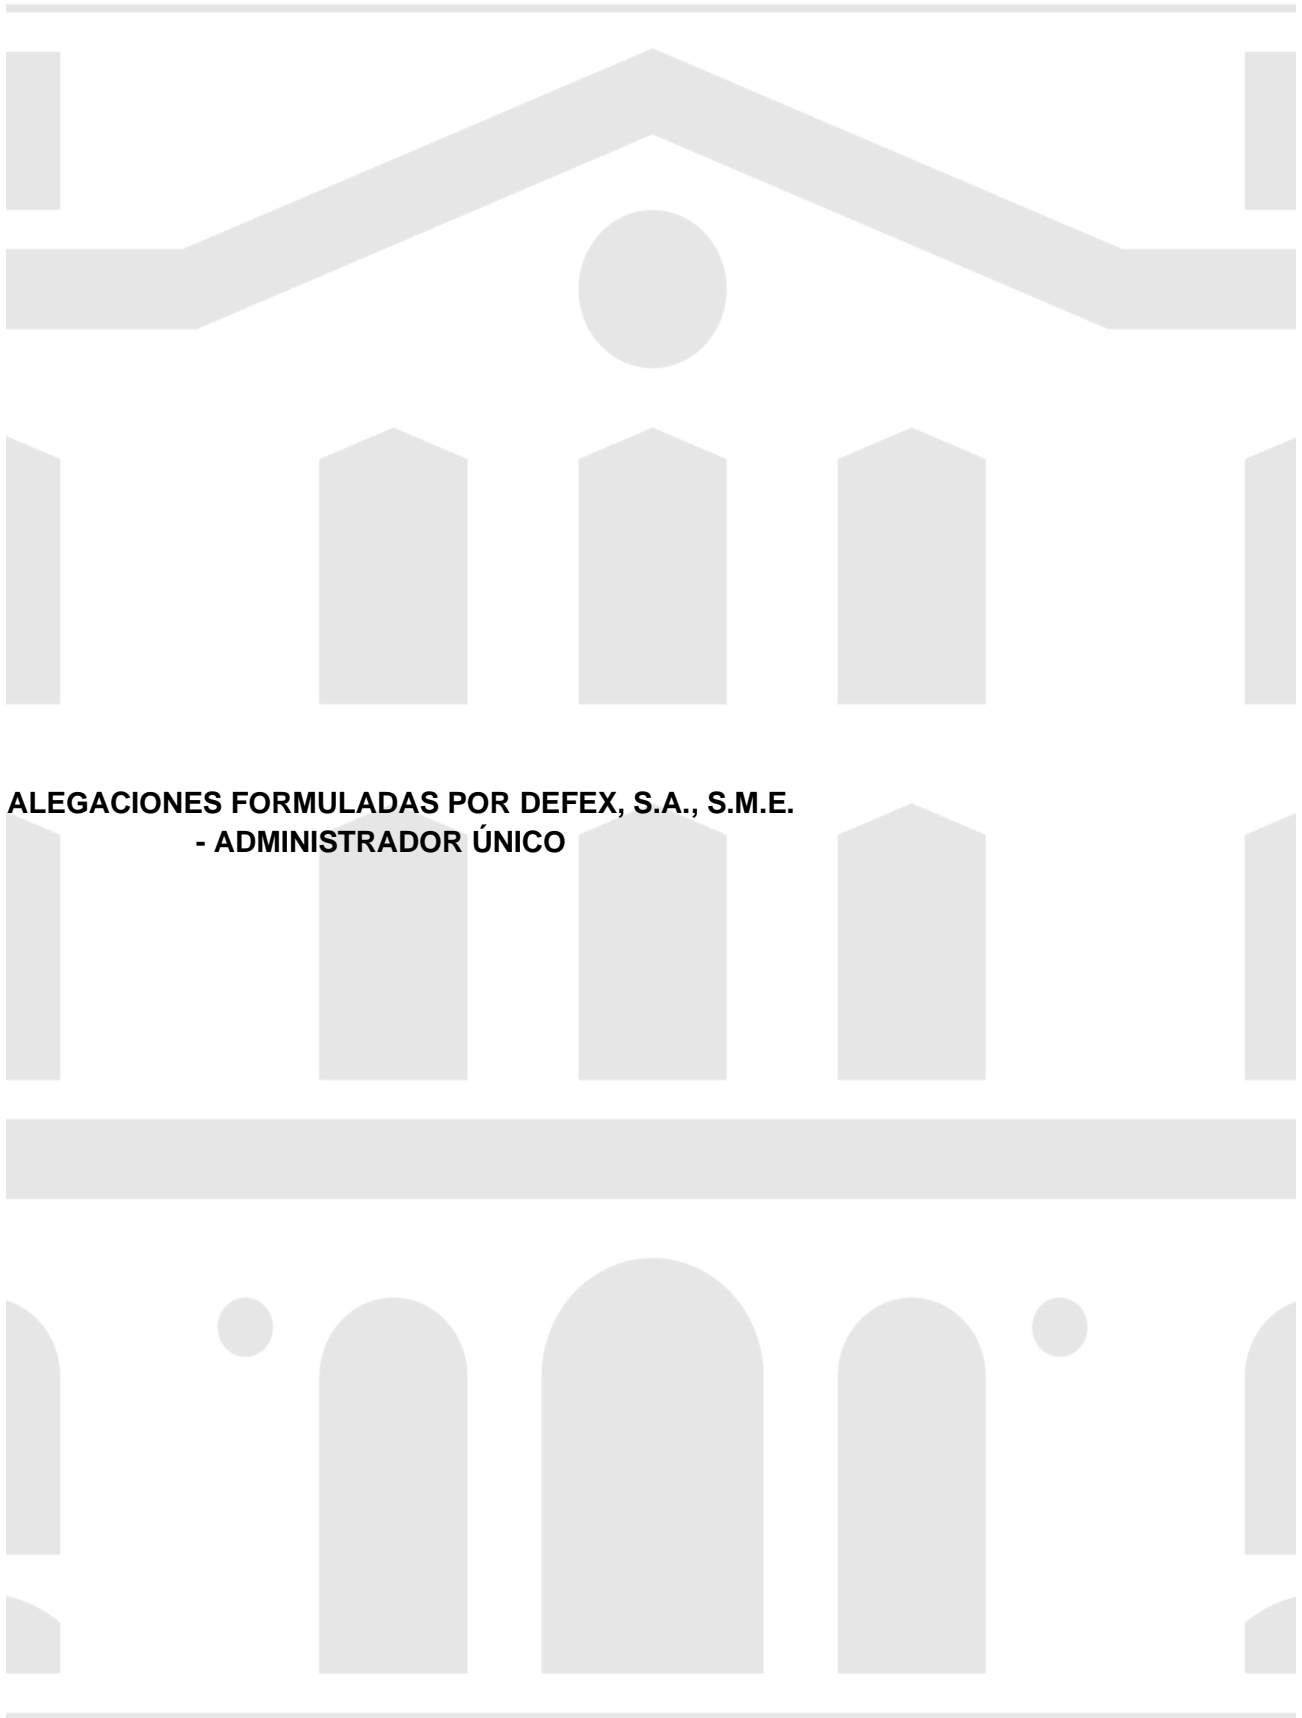 ALEGACIONES FORMULADAS POR DEFEX, S.A., S.M.E.
- ADMINISTRADOR ÚNICO